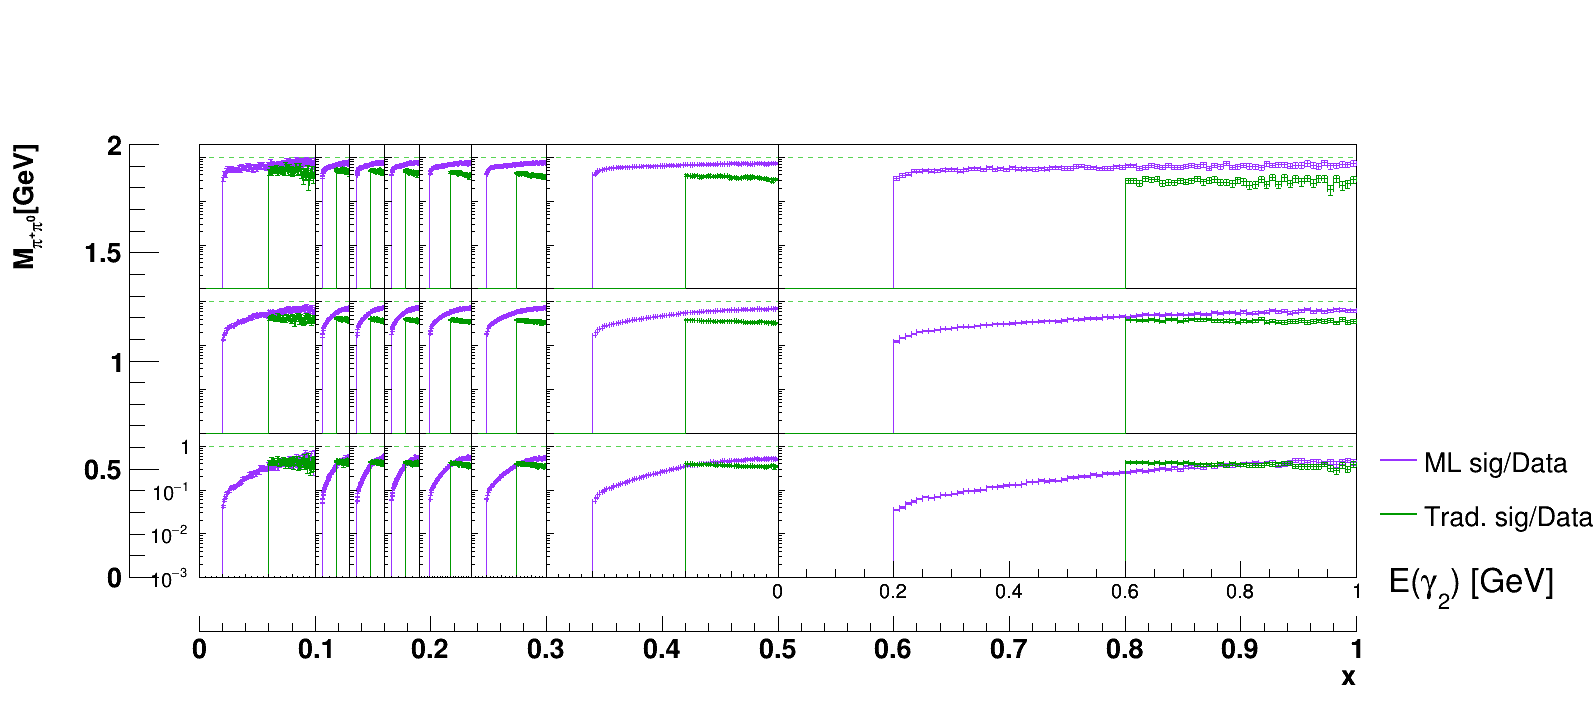 M_{π⁺π⁰}[GeV]
2
1.5
1
0.5
0
1
10⁻¹
10⁻²
10⁻³
0 0.2 0.4 0.6 0.8 1
0 0.1 0.2 0.3 0.4 0.5 0.6 0.7 0.8 0.9 1
x
ML sig/Data
Trad. sig/Data
E(γ₂) [GeV]